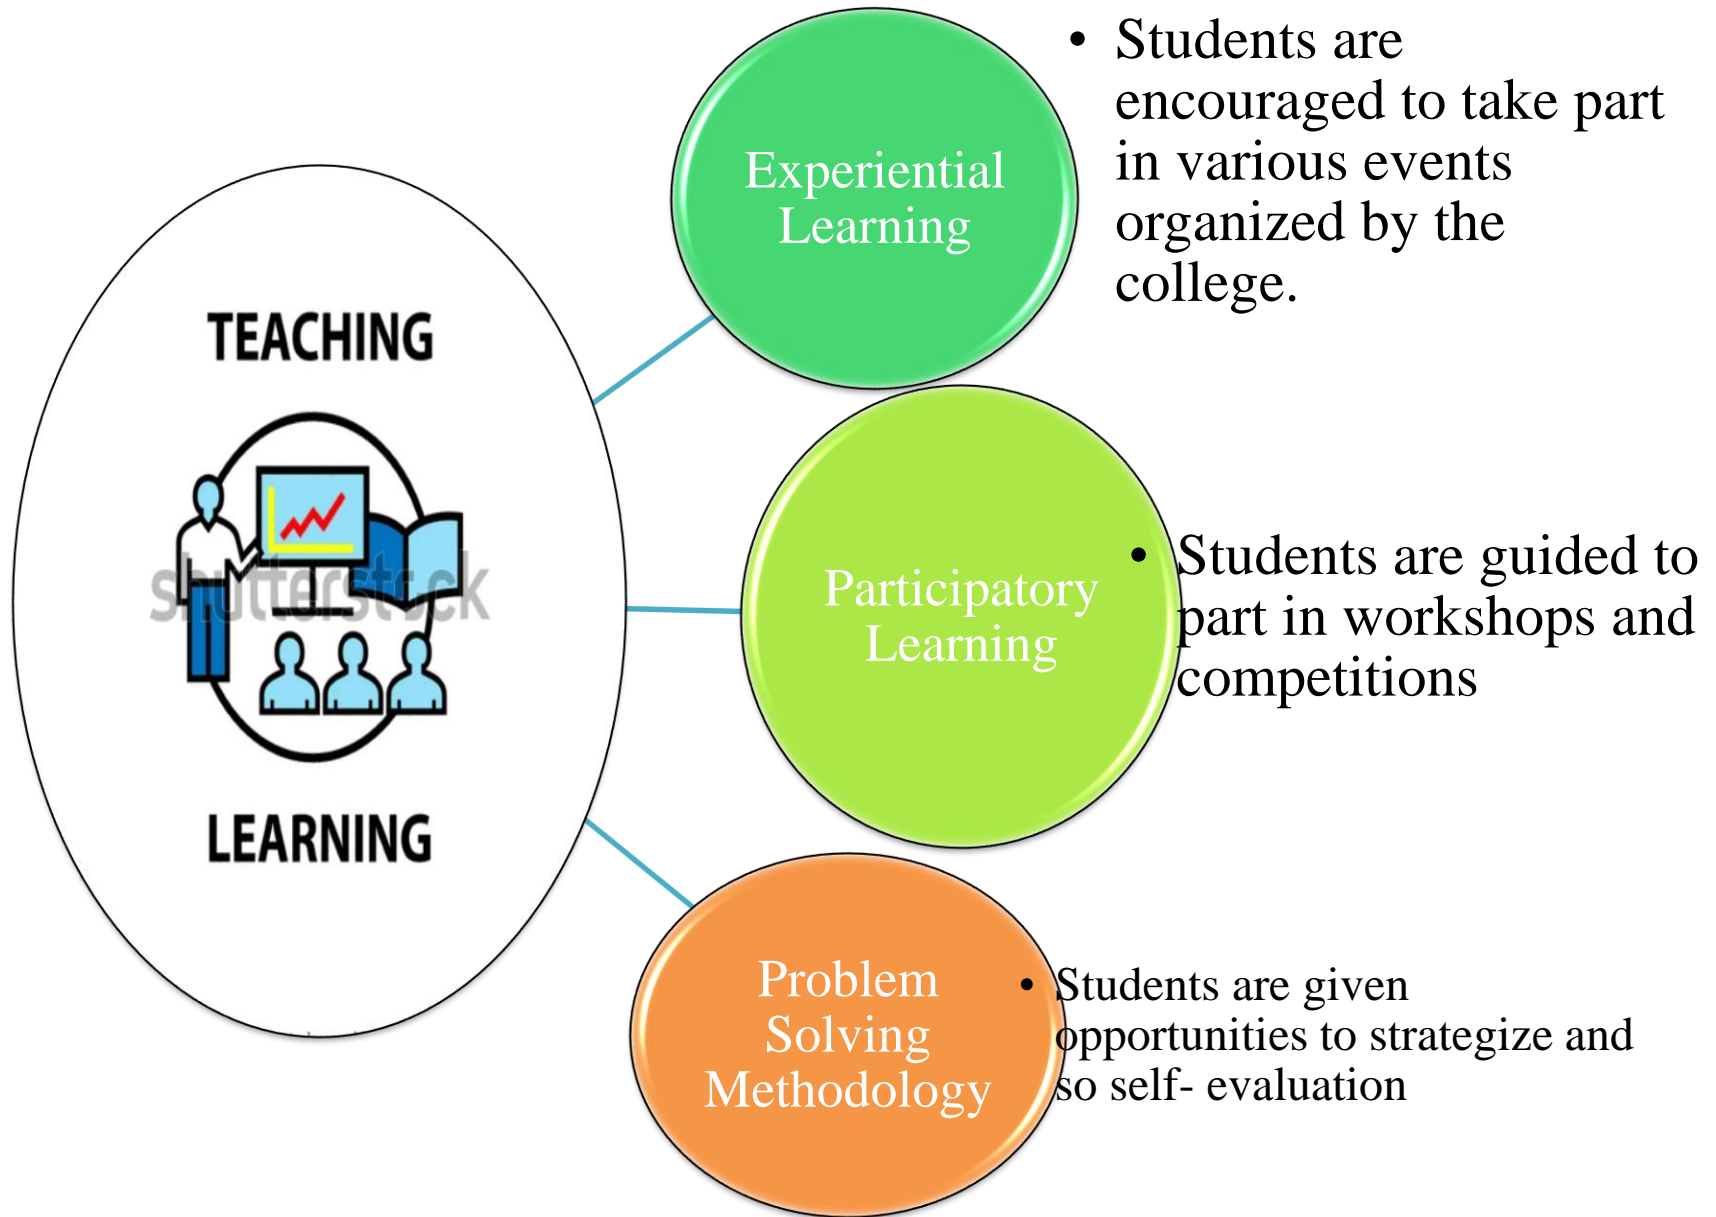 TEACHING
shutterstock
LEARNING
Experiential
Learning
• Students are
encouraged to take part
in various events
organized by the
college.
Participatory
Learning
• Students are guided to
part in workshops and
competitions
Problem
Solving
Methodology
• Students are given
opportunities to strategize and
so self- evaluation